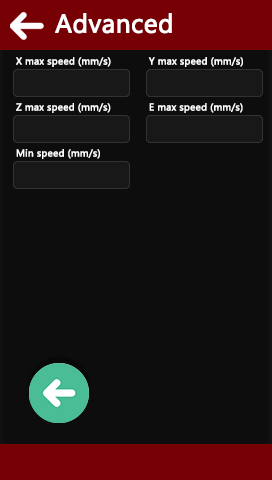 Advanced
X max speed (mm/s) Y max speed (mm/s)
Z max speed (mm/s) E max speed (mm/s)
Min speed (mm/s)